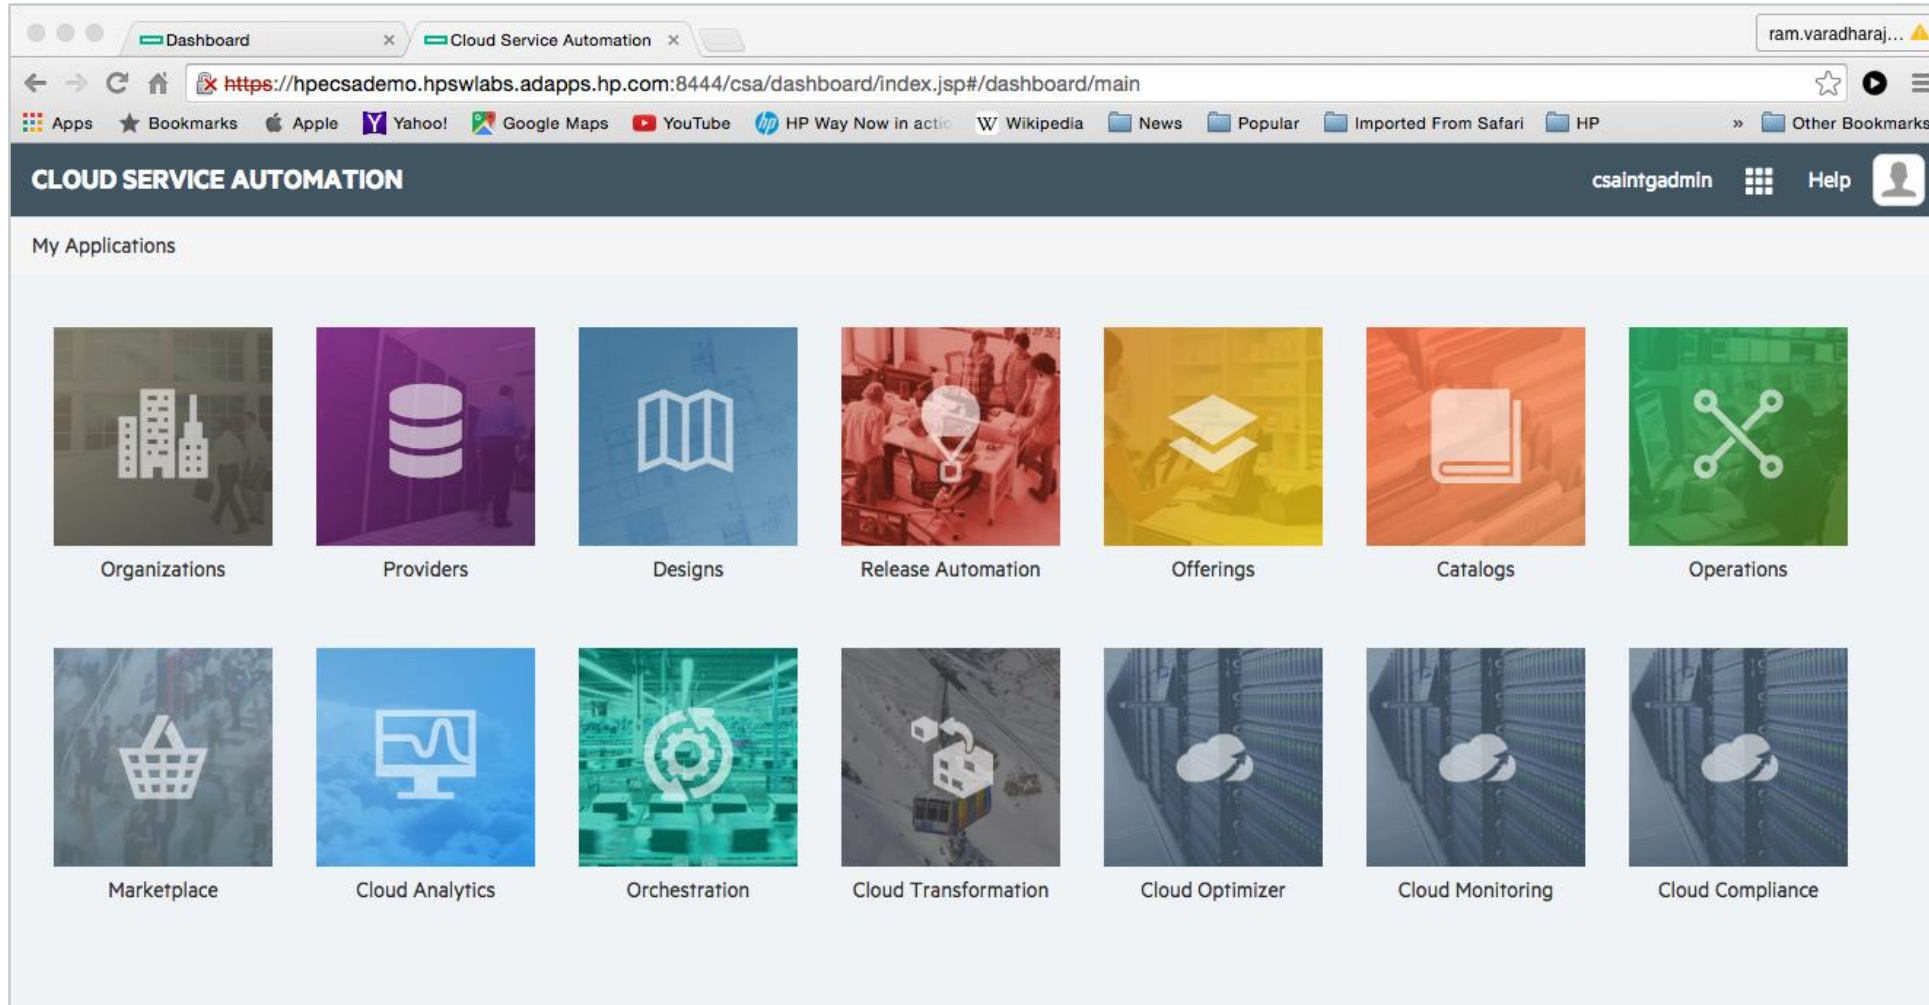 Dashboard × Cloud Service Automation × ram.varadharaj...
https://hpecsademo.hpswlabs.adapps.hp.com:8444/csa/dashboard/index.jsp#/dashboard/main
Apps Bookmarks Apple Yahoo! Google Maps YouTube HP Way Now in actio Wikipedia News Popular Imported From Safari HP » Other Bookmarks
CLOUD SERVICE AUTOMATION csaintgadmin Help
My Applications
Organizations Providers Designs Release Automation Offerings Catalogs Operations
Marketplace Cloud Analytics Orchestration Cloud Transformation Cloud Optimizer Cloud Monitoring Cloud Compliance